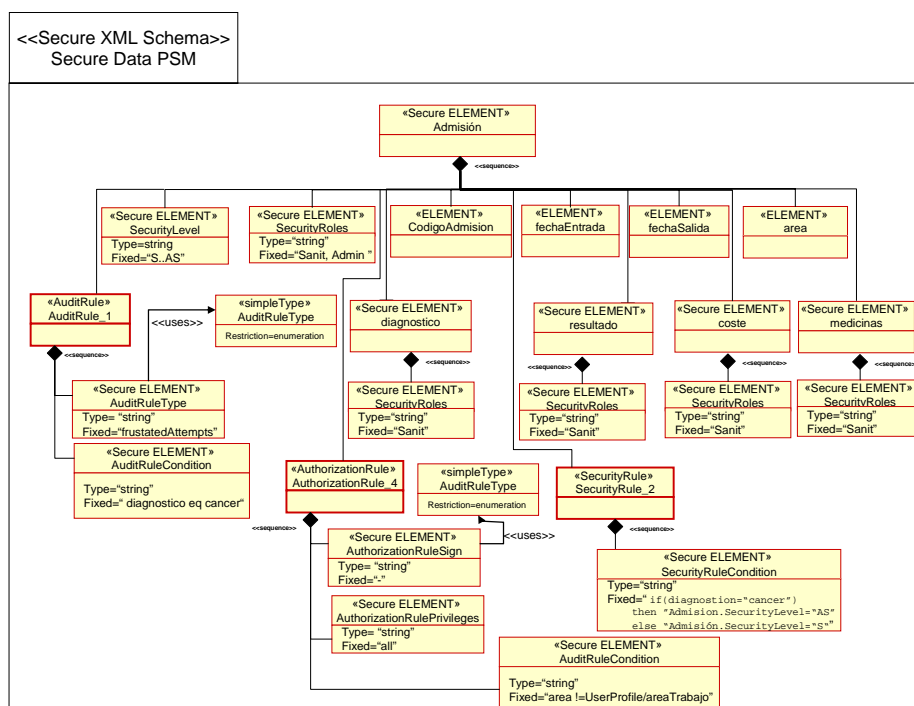 <<Secure XML Schema>>
Secure Data PSM
«Secure ELEMENT»
Admisión
<<sequence>>
«Secure ELEMENT»
SecurityLevel
Type=string
Fixed="S..AS"
«Secure ELEMENT»
SecurityRoles
Type="string"
Fixed="Sanit, Admin "
«ELEMENT»
CodigoAdmision
«ELEMENT»
fechaEntrada
«ELEMENT»
fechaSalida
«ELEMENT»
area
«AuditRule»
AuditRule_1
<<sequence>>
<<uses>>
«simpleType»
AuditRuleType
Restriction=enumeration
«Secure ELEMENT»
diagnostico
<<sequence>>
«Secure ELEMENT»
resultado
<<sequence>>
«Secure ELEMENT»
coste
<<sequence>>
«Secure ELEMENT»
medicinas
<<sequence>>
«Secure ELEMENT»
AuditRuleType
Type= "string"
Fixed="frustatedAttempts"
«Secure ELEMENT»
SecurityRoles
Type="string"
Fixed="Sanit"
«Secure ELEMENT»
SecurityRoles
Type="string"
Fixed="Sanit"
«Secure ELEMENT»
SecurityRoles
Type="string"
Fixed="Sanit"
«Secure ELEMENT»
SecurityRoles
Type="string"
Fixed="Sanit"
«Secure ELEMENT»
AuditRuleCondition
Type="string"
Fixed=" diagnostico eq cancer"
«AuthorizationRule»
AuthorizationRule_4
<<sequence>>
«simpleType»
AuditRuleType
Restriction=enumeration
<<uses>>
«SecurityRule»
SecurityRule_2
<<sequence>>
«Secure ELEMENT»
AuthorizationRuleSign
Type= "string"
Fixed="-"
«Secure ELEMENT»
SecurityRuleCondition
Type="string"
Fixed=" if(diagnostion="cancer")
then "Admision.SecurityLevel="AS"
else "Admisión.SecurityLevel="S""
«Secure ELEMENT»
AuthorizationRulePrivileges
Type= "string"
Fixed="all"
«Secure ELEMENT»
AuditRuleCondition
Type="string"
Fixed="area !=UserProfile/areaTrabajo"